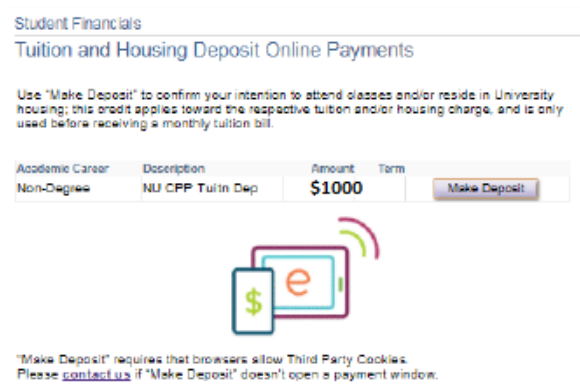 Student Financials
Tuition and Housing Deposit Online Payments
Use "Make Deposit" to confirm your intention to attend classes and/or reside in University
housing; this credit applies toward the respective tuition and/or housing charge, and is only
used before receiving a monthly tuition bill.
Academic Career Description Amount Term
Non-Degree NU CPP Tuitn Dep $1000 Make Deposit
$ e
"Make Deposit" requires that browsers allow Third Party Cookies.
Please contact us if "Make Deposit" doesn't open a payment window.